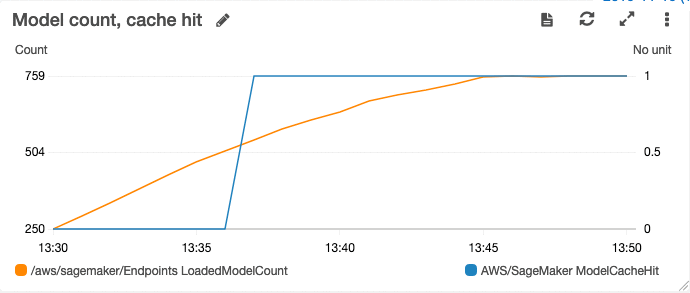 Model count, cache hit
Count No unit
759 1
504 0.5
250 0
13:30 13:35 13:40 13:45 13:50
/aws/sagemaker/Endpoints LoadedModelCount AWS/SageMaker ModelCacheHit